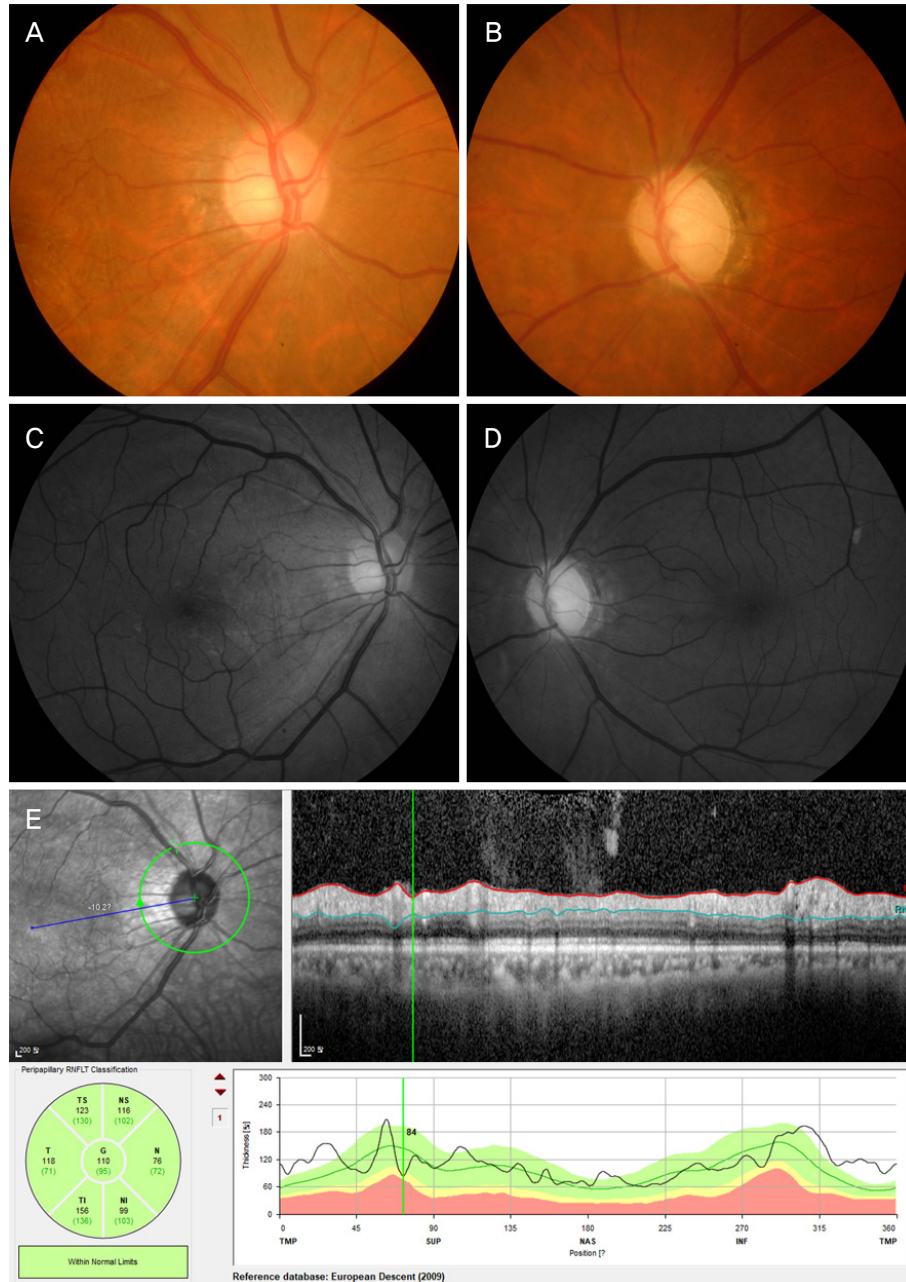 A
B
C
D
E
-10.2?
200 칢
200 칢
Peripapillary RNFLT Classification
TS
123
(130)
NS
116
(102)
T
118
(71)
G
110
(95)
N
76
(72)
TI
156
(136)
NI
99
(103)
Within Normal Limits
1
Thickness [칢]
300
240
180
120
60
0
84
0 45 90 135 180 225 270 315 360
TMP SUP NAS INF TMP
Position [?
Reference database: European Descent (2009)